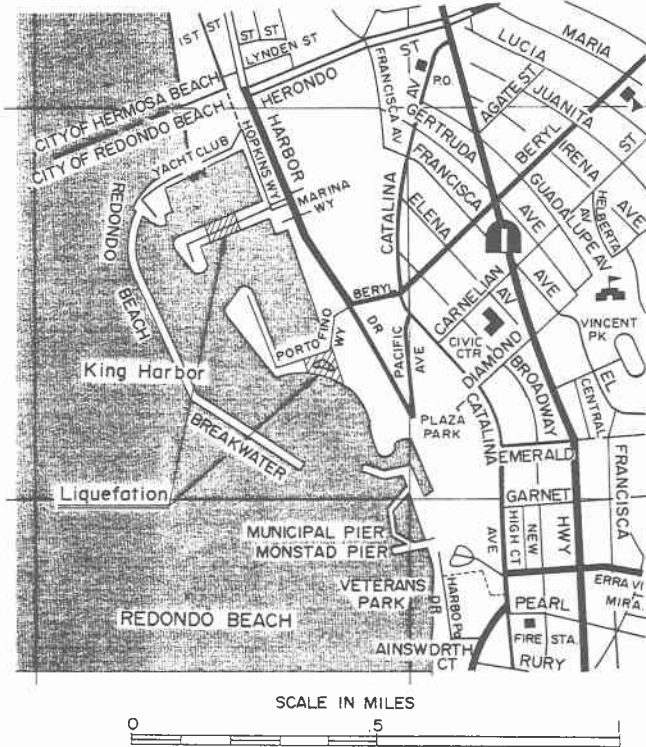 1ST ST
ST ST
LYNDEN ST
MARIA
LUCIA
ST
P.O.
AGATE ST
JUANITA
ST
CITY OF HERMOSA BEACH
CITY OF REDONDO BEACH
HERONDO
FRANCISCA AV
AV
GERTRUDA
BERYL
IRENA
HOPKINS WY
HARBOR
YACHT CLUB
FRANCISCA
AVE
GUADALUPE AV
HELBERTA
AV
AVE
REDONDO
BEACH
MARINA
WY
CATALINA
ELENA
AVE
BERYL
CARNELIAN
AV
DIAMOND
PORTOFINO
WY
DR
PACIFIC
AVE
CIVIC
CTR
BROADWAY
VINCENT
PK
EL
King Harbor
BREAKWATER
PLAZA
PARK
CATALINA
CENTRAL
EMERALD
Liquefation
GARNET
FRANCISCA
MUNICIPAL PIER
MONSTAD PIER
AVE
HIGH CT
NEW
HWY
VETERANS
PARK
DR
HARBO
PEARL
ERRA VI
MIRA.
REDONDO BEACH
AINSWORTH
CT
FIRE STA.
RURY
SCALE IN MILES
0 .5 1